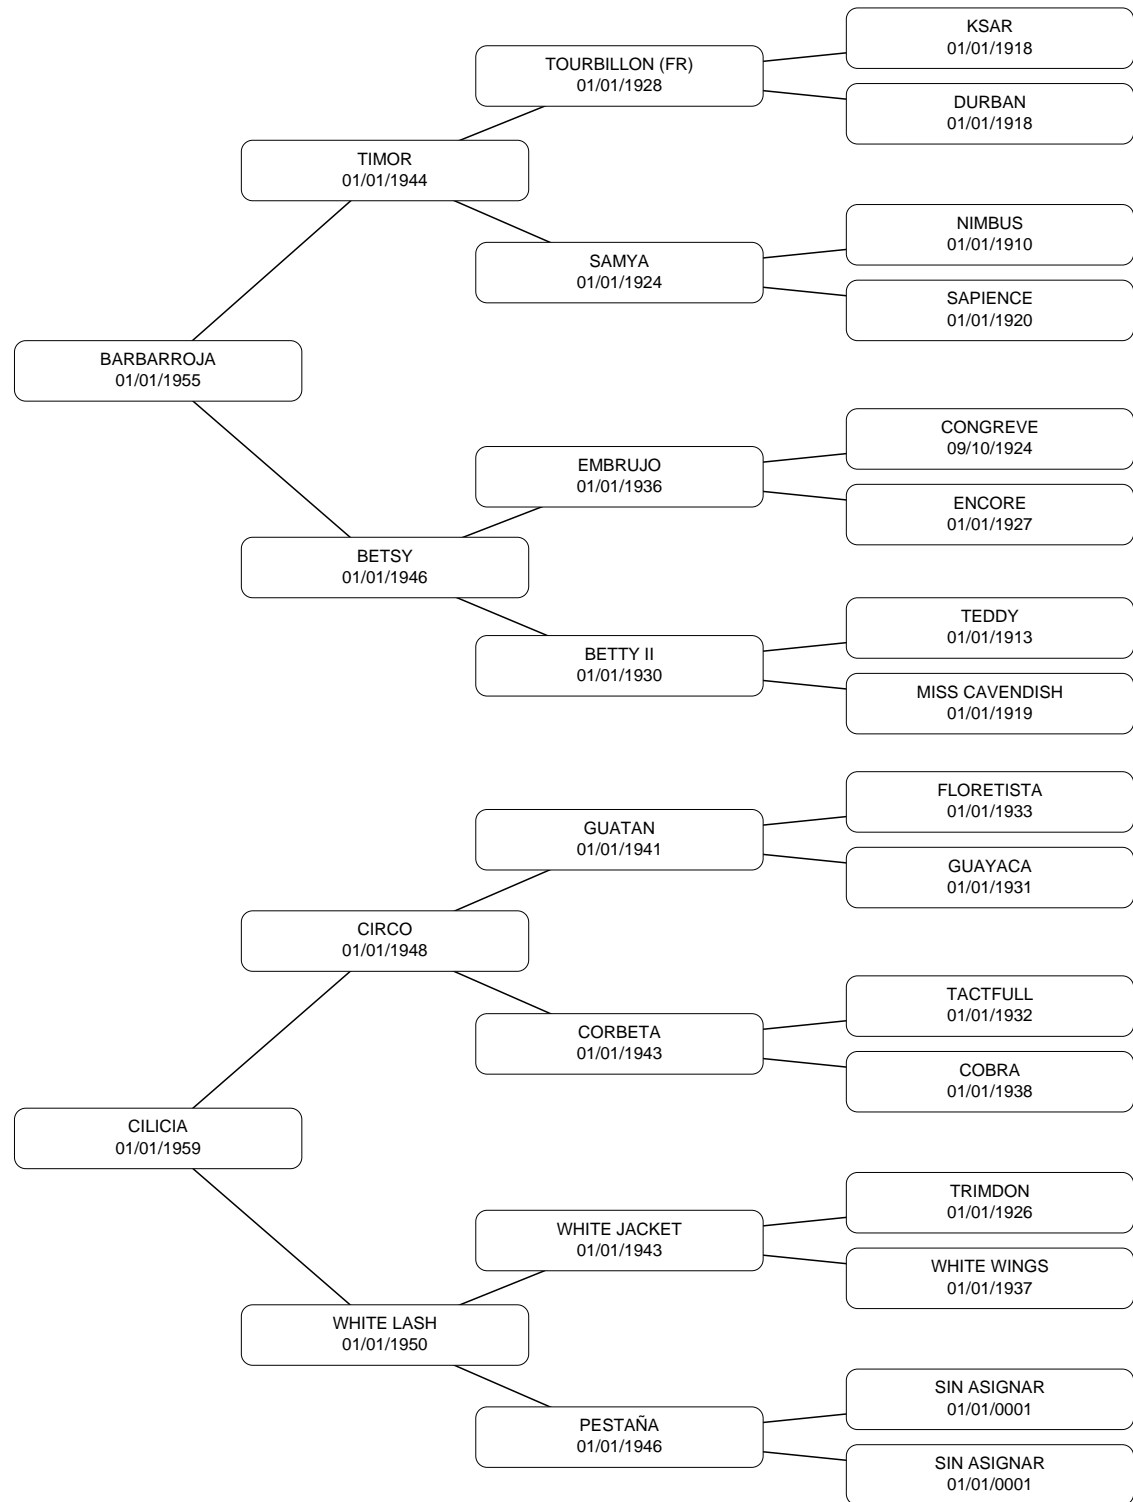 KSAR
01/01/1918
TOURBILLON (FR)
01/01/1928
DURBAN
01/01/1918
TIMOR
01/01/1944
NIMBUS
01/01/1910
SAMYA
01/01/1924
SAPIENCE
01/01/1920
BARBARROJA
01/01/1955
CONGREVE
09/10/1924
EMBRUJO
01/01/1936
ENCORE
01/01/1927
BETSY
01/01/1946
TEDDY
01/01/1913
BETTY II
01/01/1930
MISS CAVENDISH
01/01/1919
FLORETISTA
01/01/1933
GUATAN
01/01/1941
GUAYACA
01/01/1931
CIRCO
01/01/1948
TACTFULL
01/01/1932
CORBETA
01/01/1943
COBRA
01/01/1938
CILICIA
01/01/1959
TRIMDON
01/01/1926
WHITE JACKET
01/01/1943
WHITE WINGS
01/01/1937
WHITE LASH
01/01/1950
SIN ASIGNAR
01/01/0001
PESTAÑA
01/01/1946
SIN ASIGNAR
01/01/0001